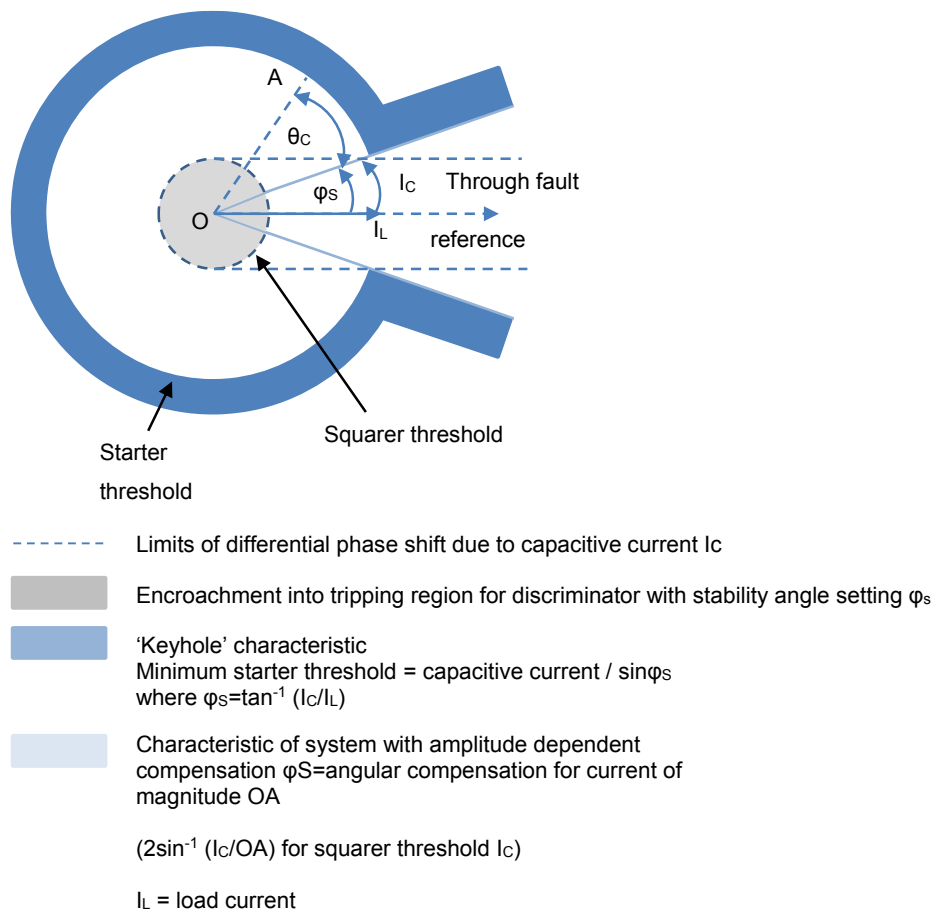 A
θC
φS
IC
Through fault
O
IL
reference
Squarer threshold
Starter
threshold
Limits of differential phase shift due to capacitive current Ic
Encroachment into tripping region for discriminator with stability angle setting φs
‘Keyhole’ characteristic
Minimum starter threshold = capacitive current / sinφS
where φS=tan-1 (IC/IL)
Characteristic of system with amplitude dependent
compensation φS=angular compensation for current of
magnitude OA
(2sin-1 (IC/OA) for squarer threshold IC)
IL = load current